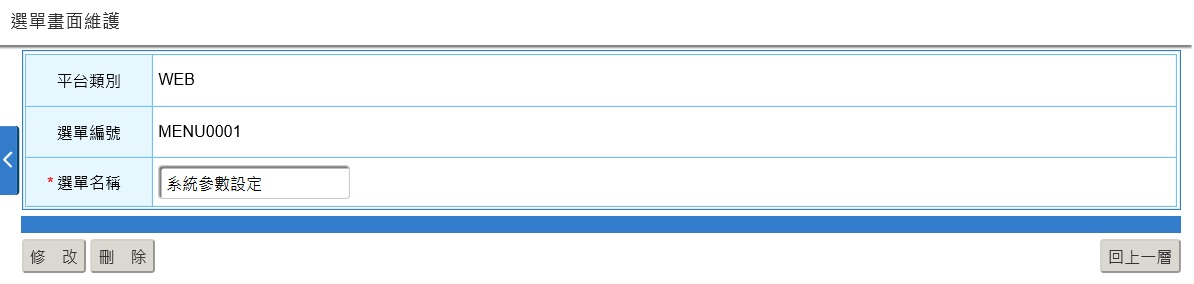 選單畫面維護
平台類別 WEB
選單編號 MENU0001
*選單名稱 系統參數設定
修 改 刪 除 回上一層